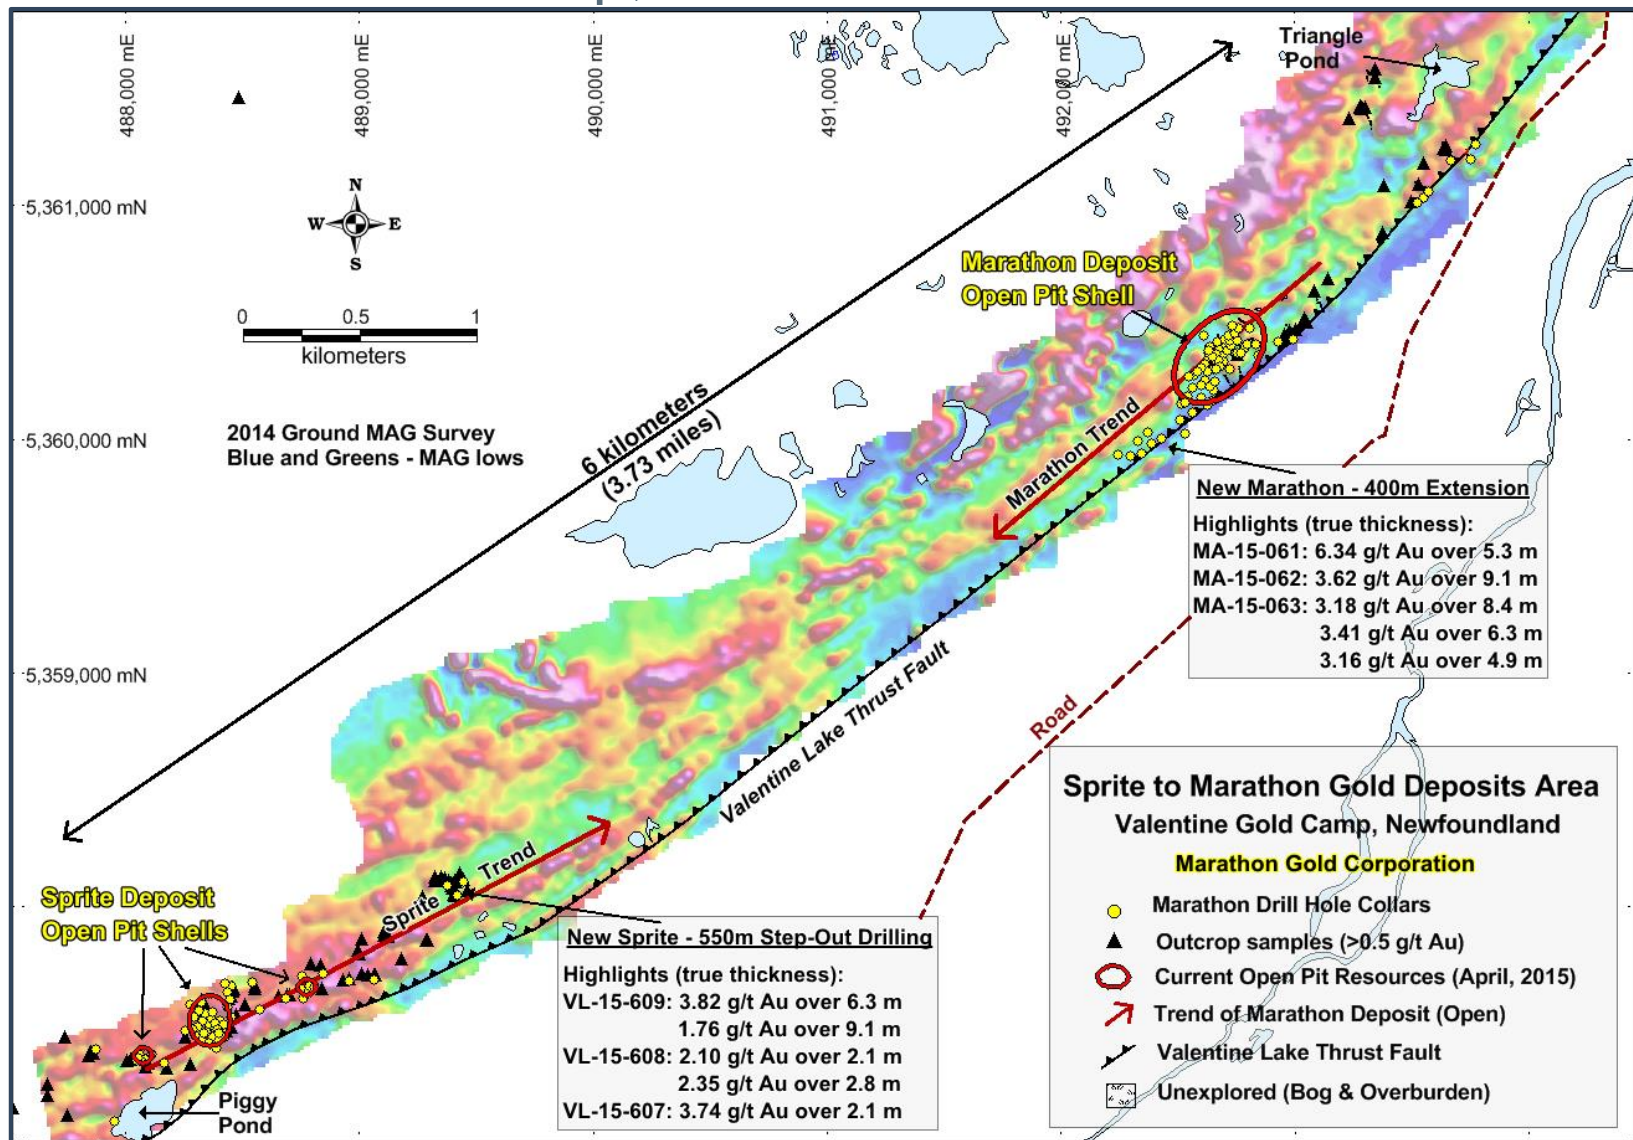 488,000 mE
489,000 mE
490,000 mE
491,000 mE
492,000 mE
Triangle
Pond
5,361,000 mN
N
W E
S
0 0.5 1
kilometers
Marathon Deposit
Open Pit Shell
6 kilometers
(3.73 miles)
2014 Ground MAG Survey
Blue and Greens - MAG lows
5,360,000 mN
Marathon Trend
New Marathon - 400m Extension
Highlights (true thickness):
MA-15-061: 6.34 g/t Au over 5.3 m
MA-15-062: 3.62 g/t Au over 9.1 m
MA-15-063: 3.18 g/t Au over 8.4 m
3.41 g/t Au over 6.3 m
3.16 g/t Au over 4.9 m
5,359,000 mN
Valentine Lake Thrust Fault
Road
Sprite Trend
Sprite Deposit
Open Pit Shells
New Sprite - 550m Step-Out Drilling
Highlights (true thickness):
VL-15-609: 3.82 g/t Au over 6.3 m
1.76 g/t Au over 9.1 m
VL-15-608: 2.10 g/t Au over 2.1 m
2.35 g/t Au over 2.8 m
VL-15-607: 3.74 g/t Au over 2.1 m
Piggy
Pond
Sprite to Marathon Gold Deposits Area
Valentine Gold Camp, Newfoundland
Marathon Gold Corporation
Marathon Drill Hole Collars
Outcrop samples (>0.5 g/t Au)
Current Open Pit Resources (April, 2015)
Trend of Marathon Deposit (Open)
Valentine Lake Thrust Fault
Unexplored (Bog & Overburden)